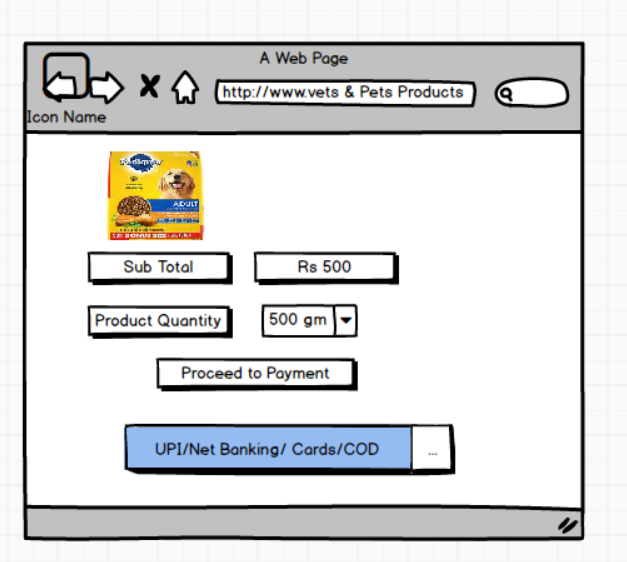 A Web Page
http://www.vets & Pets Products
Icon Name
ADULT
Sub Total
Rs 500
Product Quantity
500 gm
Proceed to Payment
UPI/Net Banking/ Cards/COD
...